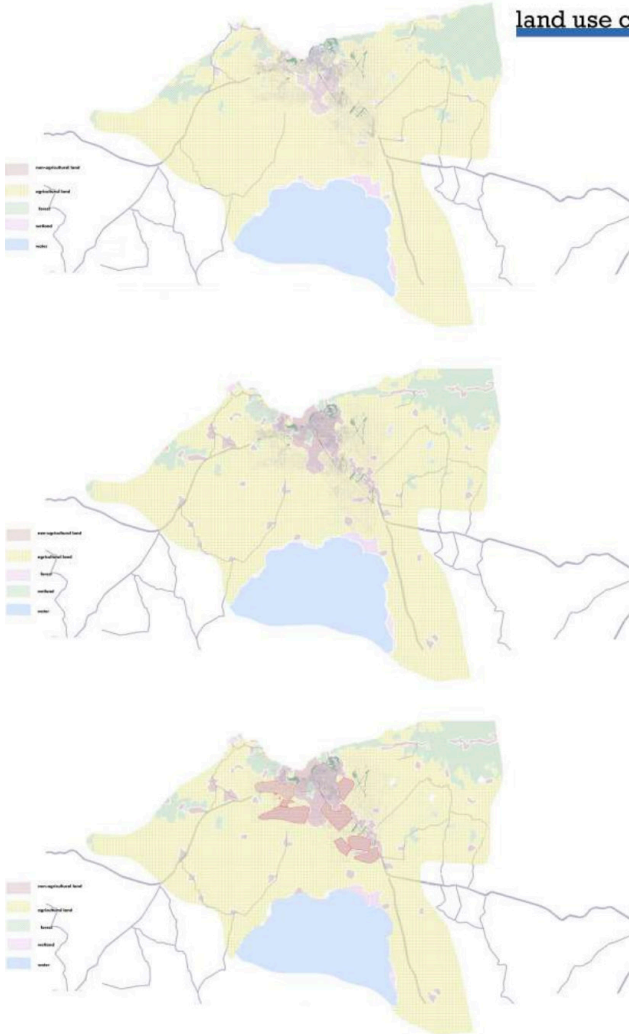 land use c
non-agricultural land
agricultural land
forest
wetland
water
non-agricultural land
agricultural land
forest
wetland
water
non-agricultural land
agricultural land
forest
wetland
water